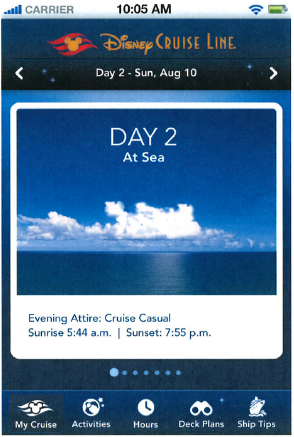 CARRIER 10:05 AM
Disney CRUISE LINE
Day 2 - Sun, Aug 10
DAY 2
At Sea
Evening Attire: Cruise Casual
Sunrise 5:44 a.m. | Sunset: 7:55 p.m.
My Cruise Activities Hours Deck Plans Ship Tips